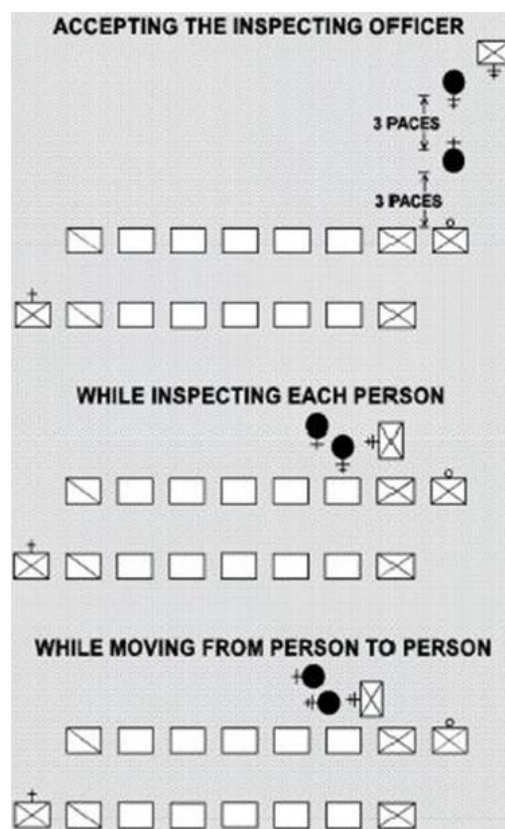 ACCEPTING THE INSPECTING OFFICER
3 PACES
3 PACES
WHILE INSPECTING EACH PERSON
WHILE MOVING FROM PERSON TO PERSON